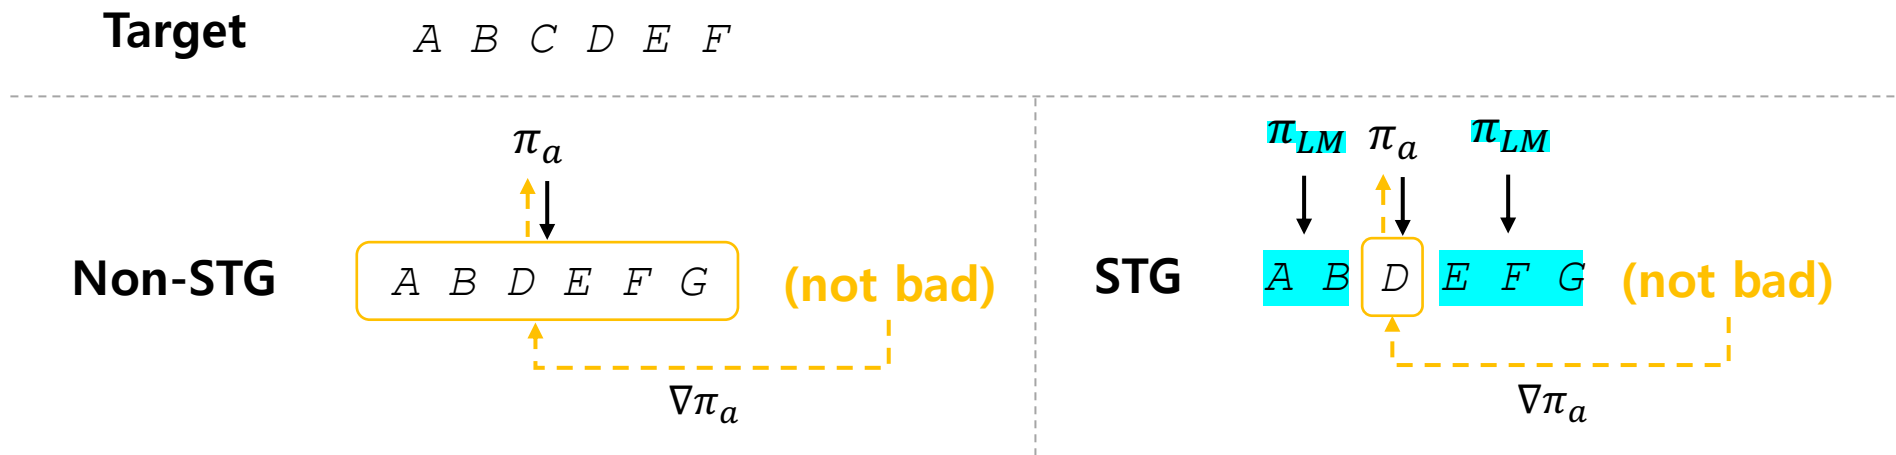 Target A B C D E F
π_a
Non-STG A B D E F G (not bad)
∇π_a
π_LM π_a π_LM
STG A B D E F G (not bad)
∇π_a